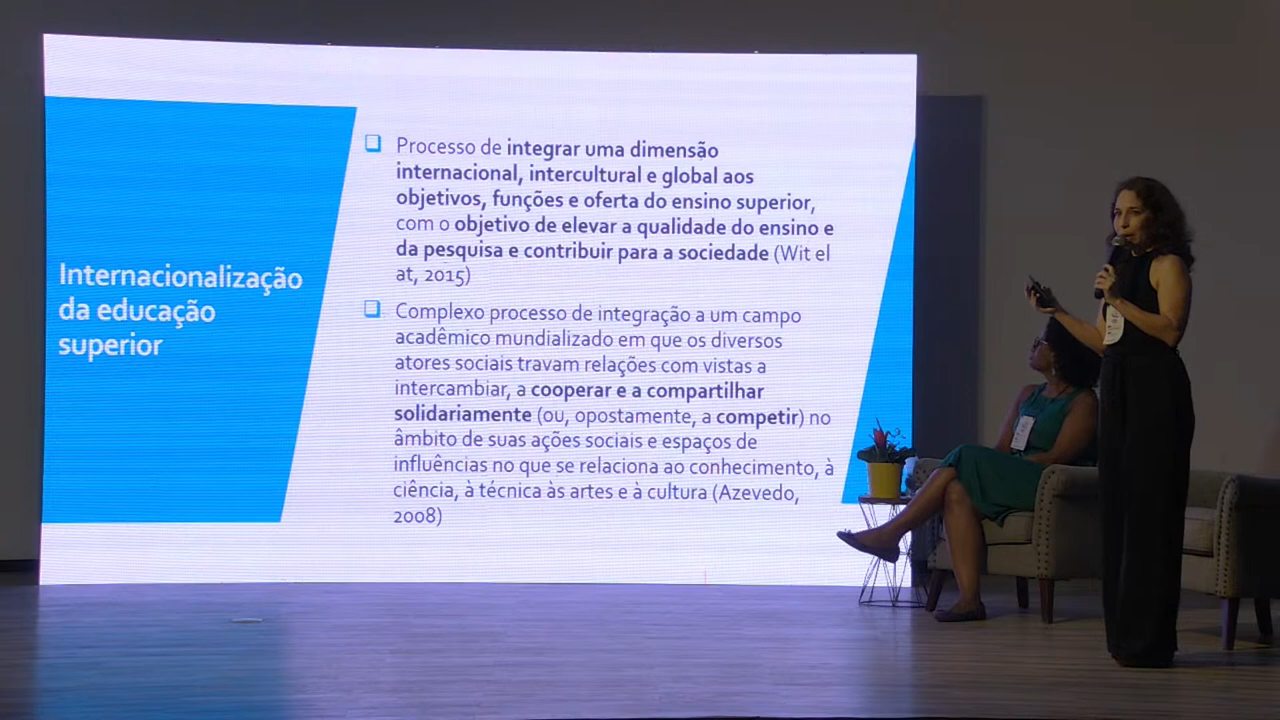 Internacionalização
da educação
superior
Processo de integrar uma dimensão
internacional, intercultural e global aos
objetivos, funções e oferta do ensino superior,
com o objetivo de elevar a qualidade do ensino e
da pesquisa e contribuir para a sociedade (Wit el
at, 2015)
Complexo processo de integração a um campo
acadêmico mundializado em que os diversos
atores sociais travam relações com vistas a
intercambiar, a cooperar e a compartilhar
solidariamente (ou, opostamente, a competir) no
âmbito de suas ações sociais e espaços de
influências no que se relaciona ao conhecimento, à
ciência, à técnica às artes e à cultura (Azevedo,
2008)